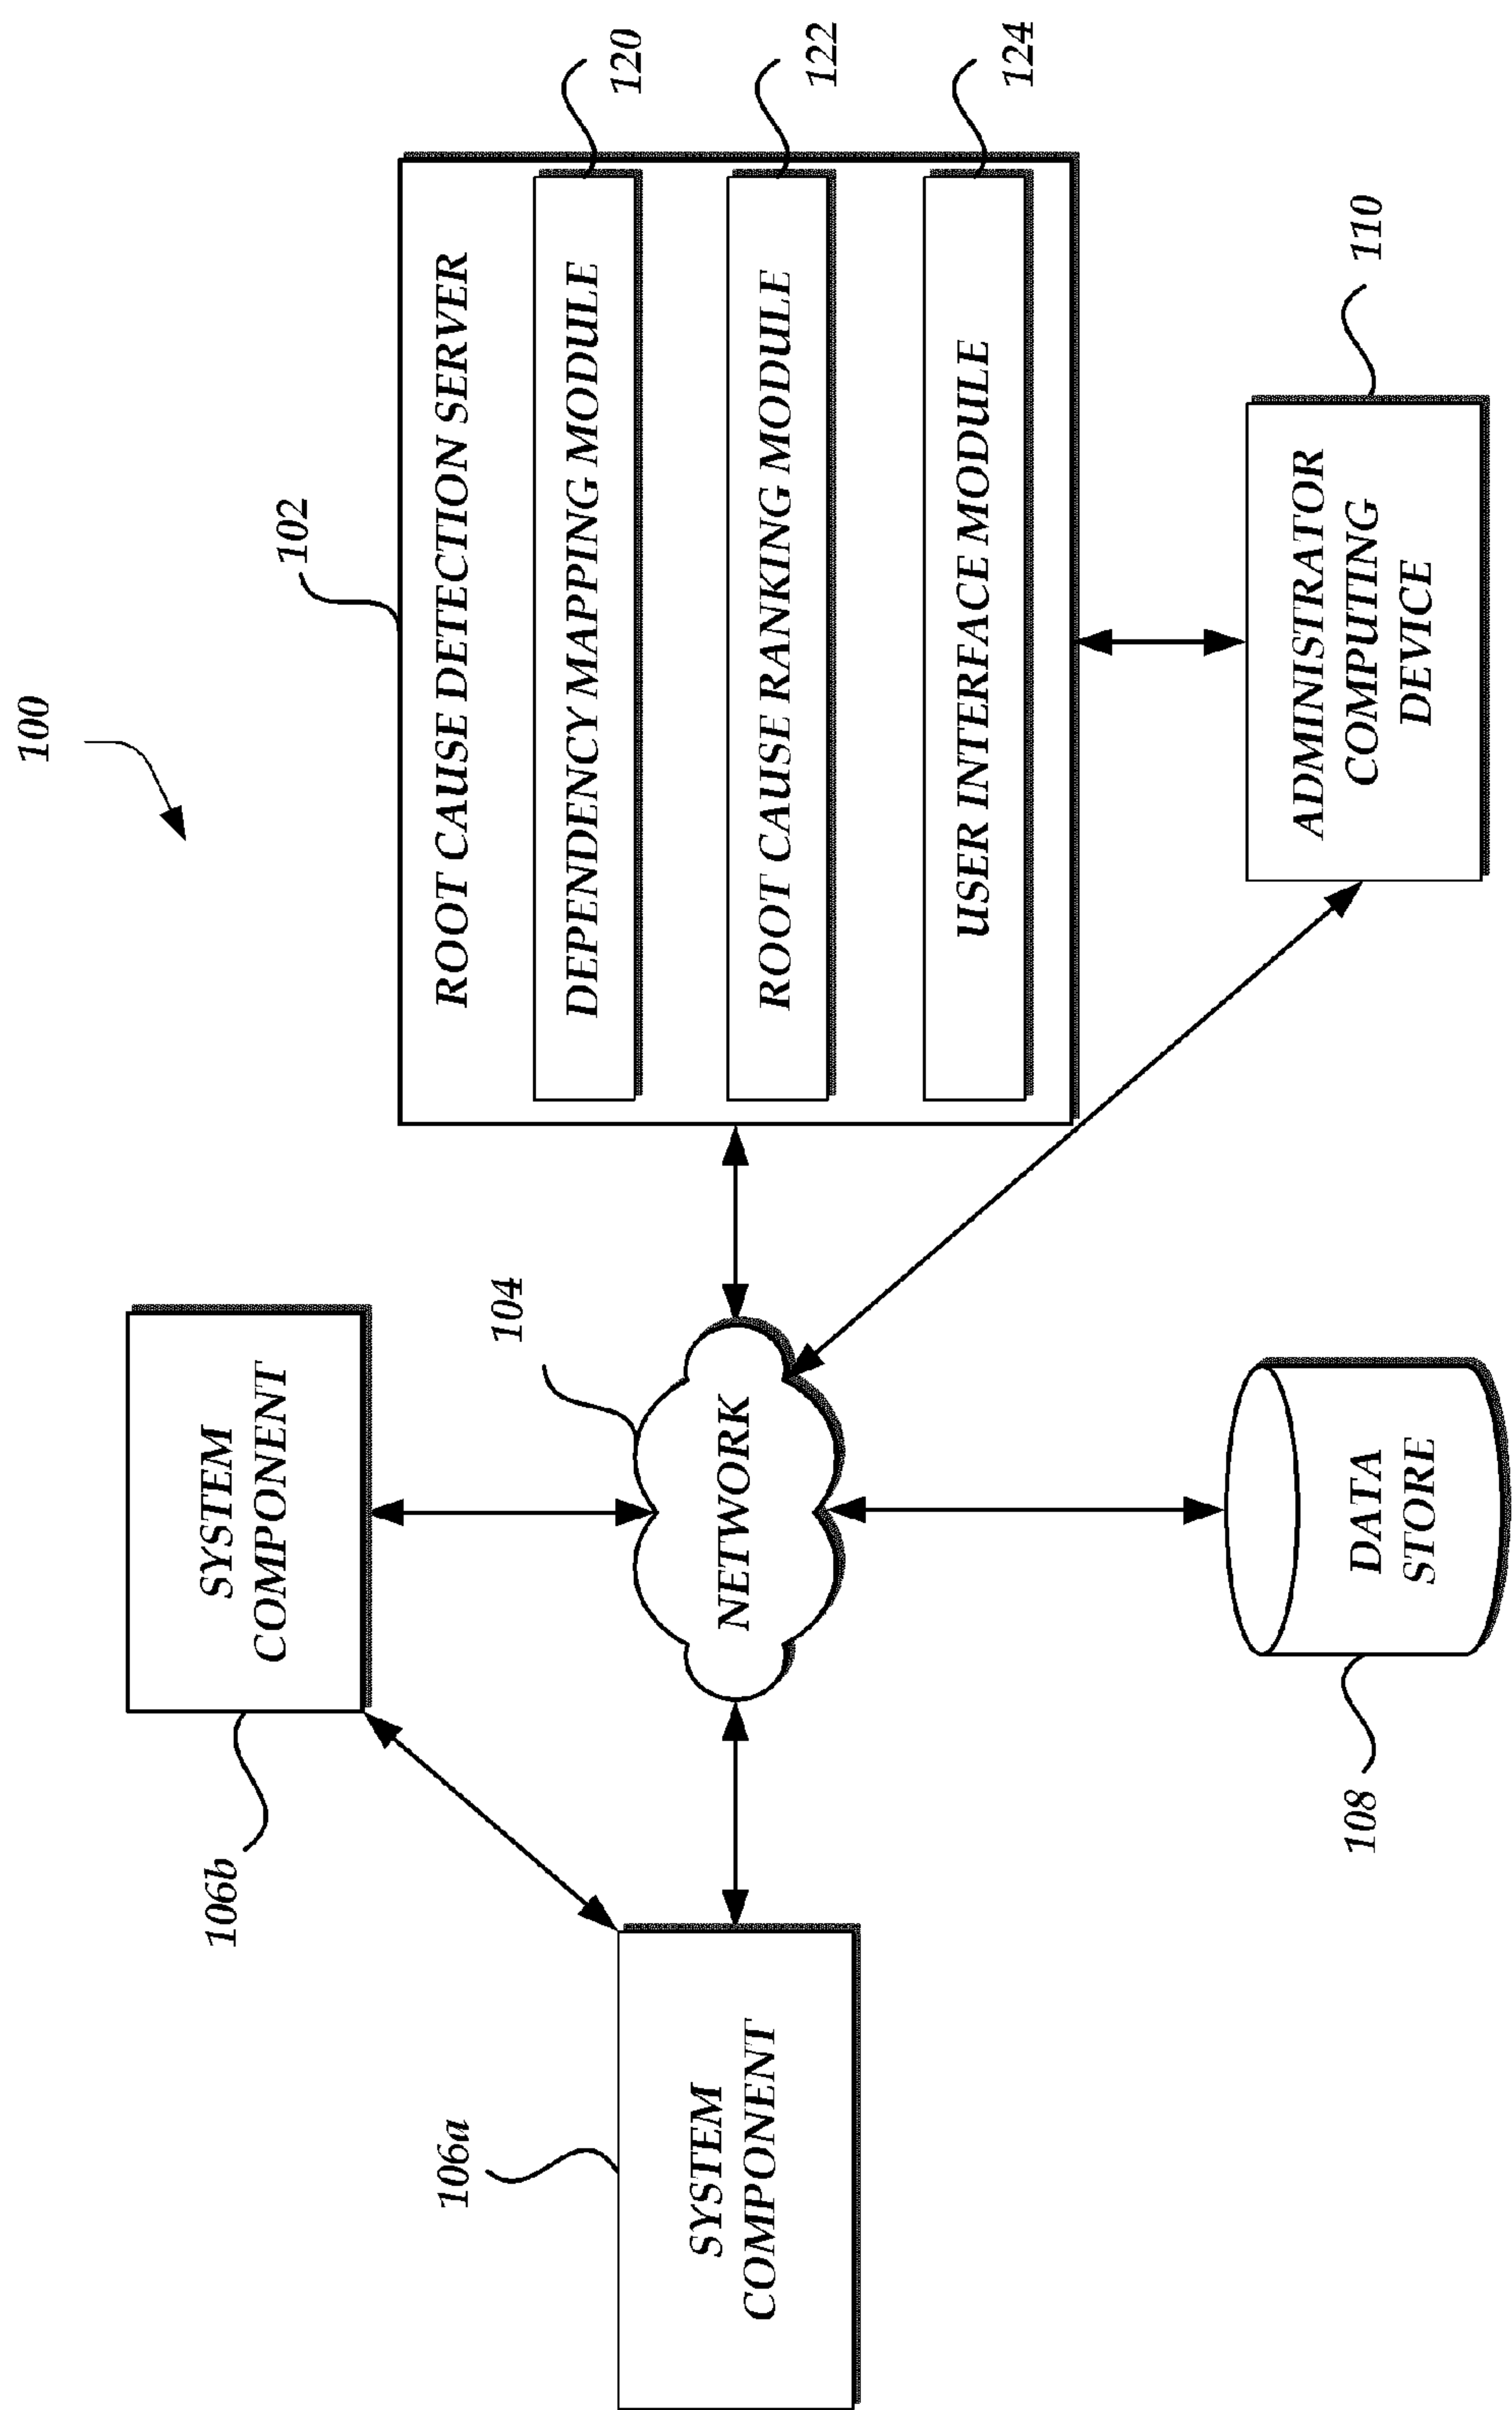 100
106b
SYSTEM
COMPONENT
106a
SYSTEM
COMPONENT
104
NETWORK
108
DATA
STORE
102
ROOT CAUSE DETECTION SERVER
DEPENDENCY MAPPING MODULE
120
ROOT CAUSE RANKING MODULE
122
USER INTERFACE MODULE
124
ADMINISTRATOR
COMPUTING
DEVICE
110